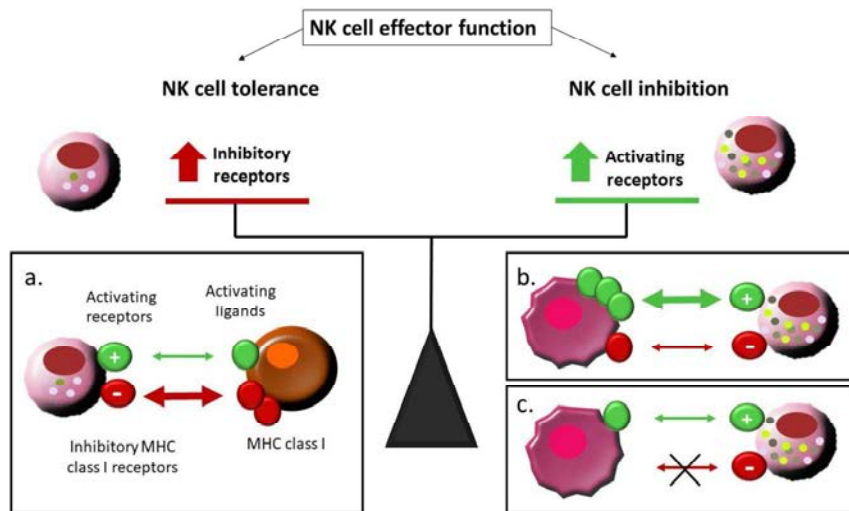 NK cell effector function
NK cell tolerance
NK cell inhibition
Inhibitory
receptors
Activating
receptors
a.
Activating
receptors
Activating
ligands
+
-
Inhibitory MHC
class I receptors
MHC class I
b.
+
-
c.
+
-